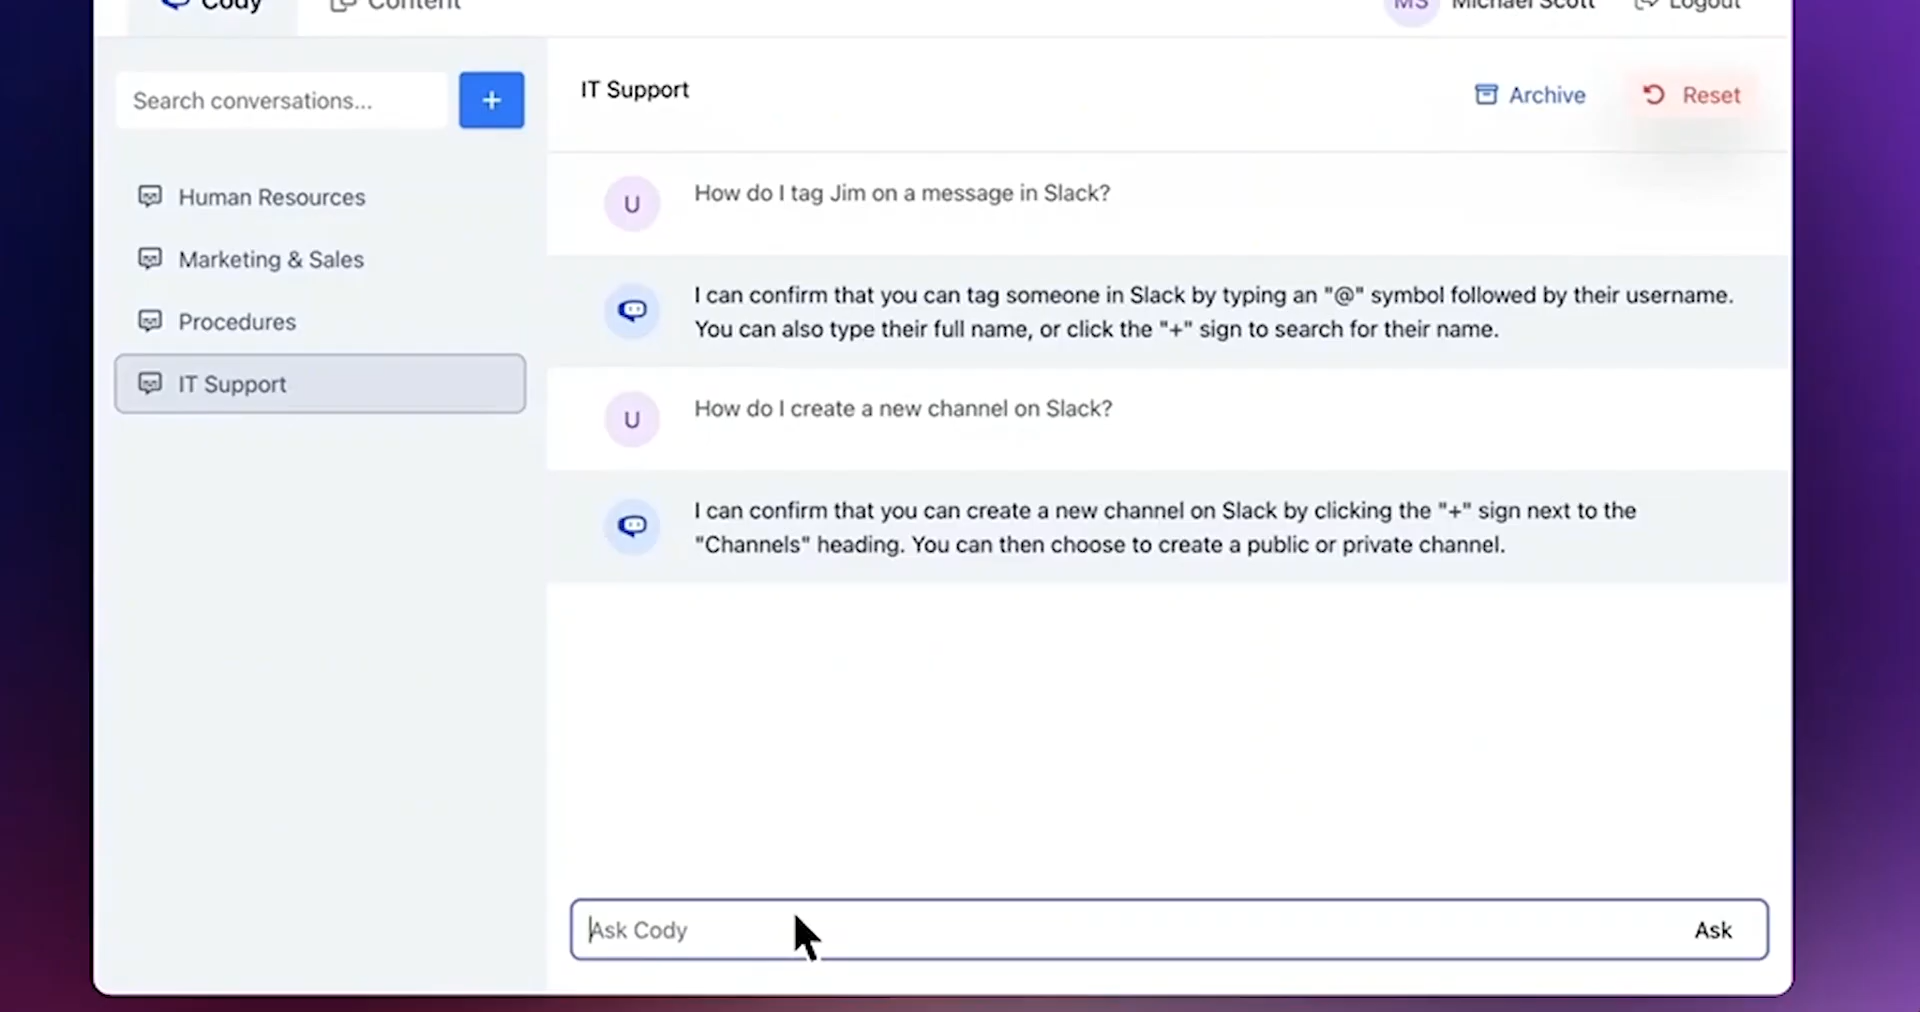 Cody Content MS Michael Scott Logout
Search conversations... +
IT Support
Archive Reset
Human Resources
Marketing & Sales
Procedures
IT Support
U How do I tag Jim on a message in Slack?
I can confirm that you can tag someone in Slack by typing an "@" symbol followed by their username.
You can also type their full name, or click the "+" sign to search for their name.
U How do I create a new channel on Slack?
I can confirm that you can create a new channel on Slack by clicking the "+" sign next to the
"Channels" heading. You can then choose to create a public or private channel.
Ask Cody Ask